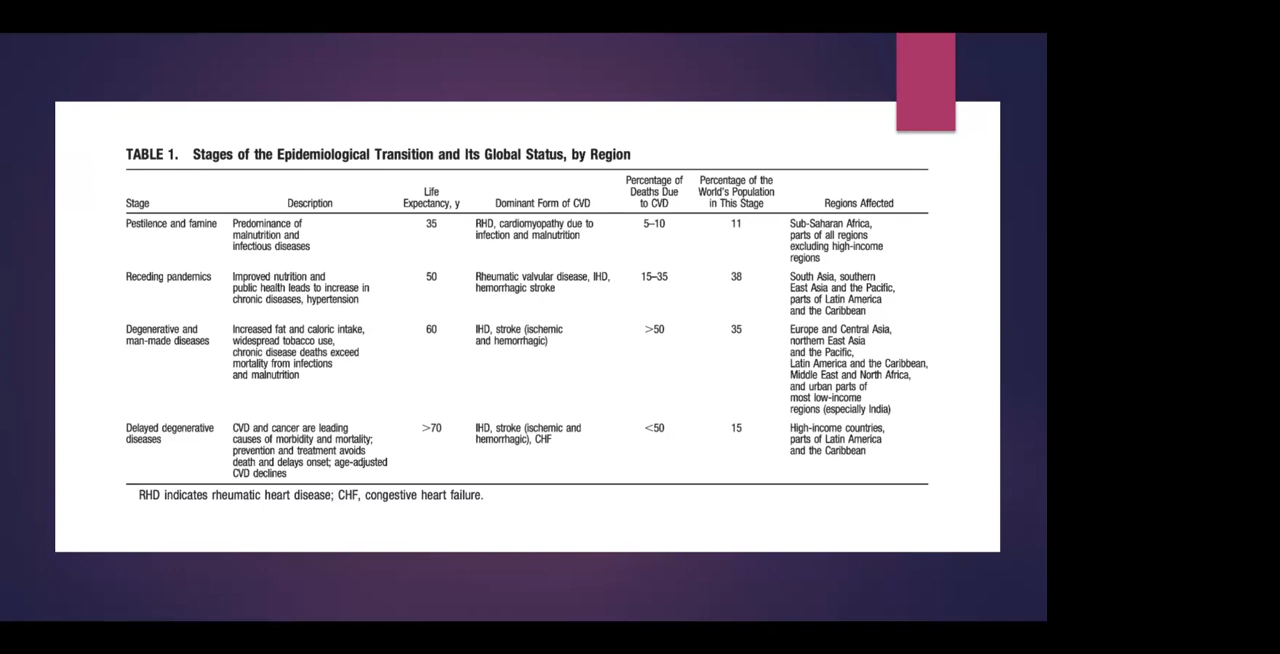 TABLE 1. Stages of the Epidemiological Transition and Its Global Status, by Region
Stage
Description
Life
Expectancy, y
Dominant Form of CVD
Percentage of
Deaths Due
to CVD
Percentage of the
World's Population
in This Stage
Regions Affected
Pestilence and famine
Predominance of
malnutrition and
infectious diseases
35
RHD, cardiomyopathy due to
infection and malnutrition
5–10
11
Sub-Saharan Africa,
parts of all regions
excluding high-income
regions
Receding pandemics
Improved nutrition and
public health leads to increase in
chronic diseases, hypertension
50
Rheumatic valvular disease, IHD,
hemorrhagic stroke
15–35
38
South Asia, southern
East Asia and the Pacific,
parts of Latin America
and the Caribbean
Degenerative and
man-made diseases
Increased fat and caloric intake,
widespread tobacco use,
chronic disease deaths exceed
mortality from infections
and malnutrition
60
IHD, stroke (ischemic
and hemorrhagic)
>50
35
Europe and Central Asia,
northern East Asia
and the Pacific,
Latin America and the Caribbean,
Middle East and North Africa,
and urban parts of
most low-income
regions (especially India)
Delayed degenerative
diseases
CVD and cancer are leading
causes of morbidity and mortality;
prevention and treatment avoids
death and delays onset; age-adjusted
CVD declines
>70
IHD, stroke (ischemic and
hemorrhagic), CHF
<50
15
High-income countries,
parts of Latin America
and the Caribbean
RHD indicates rheumatic heart disease; CHF, congestive heart failure.